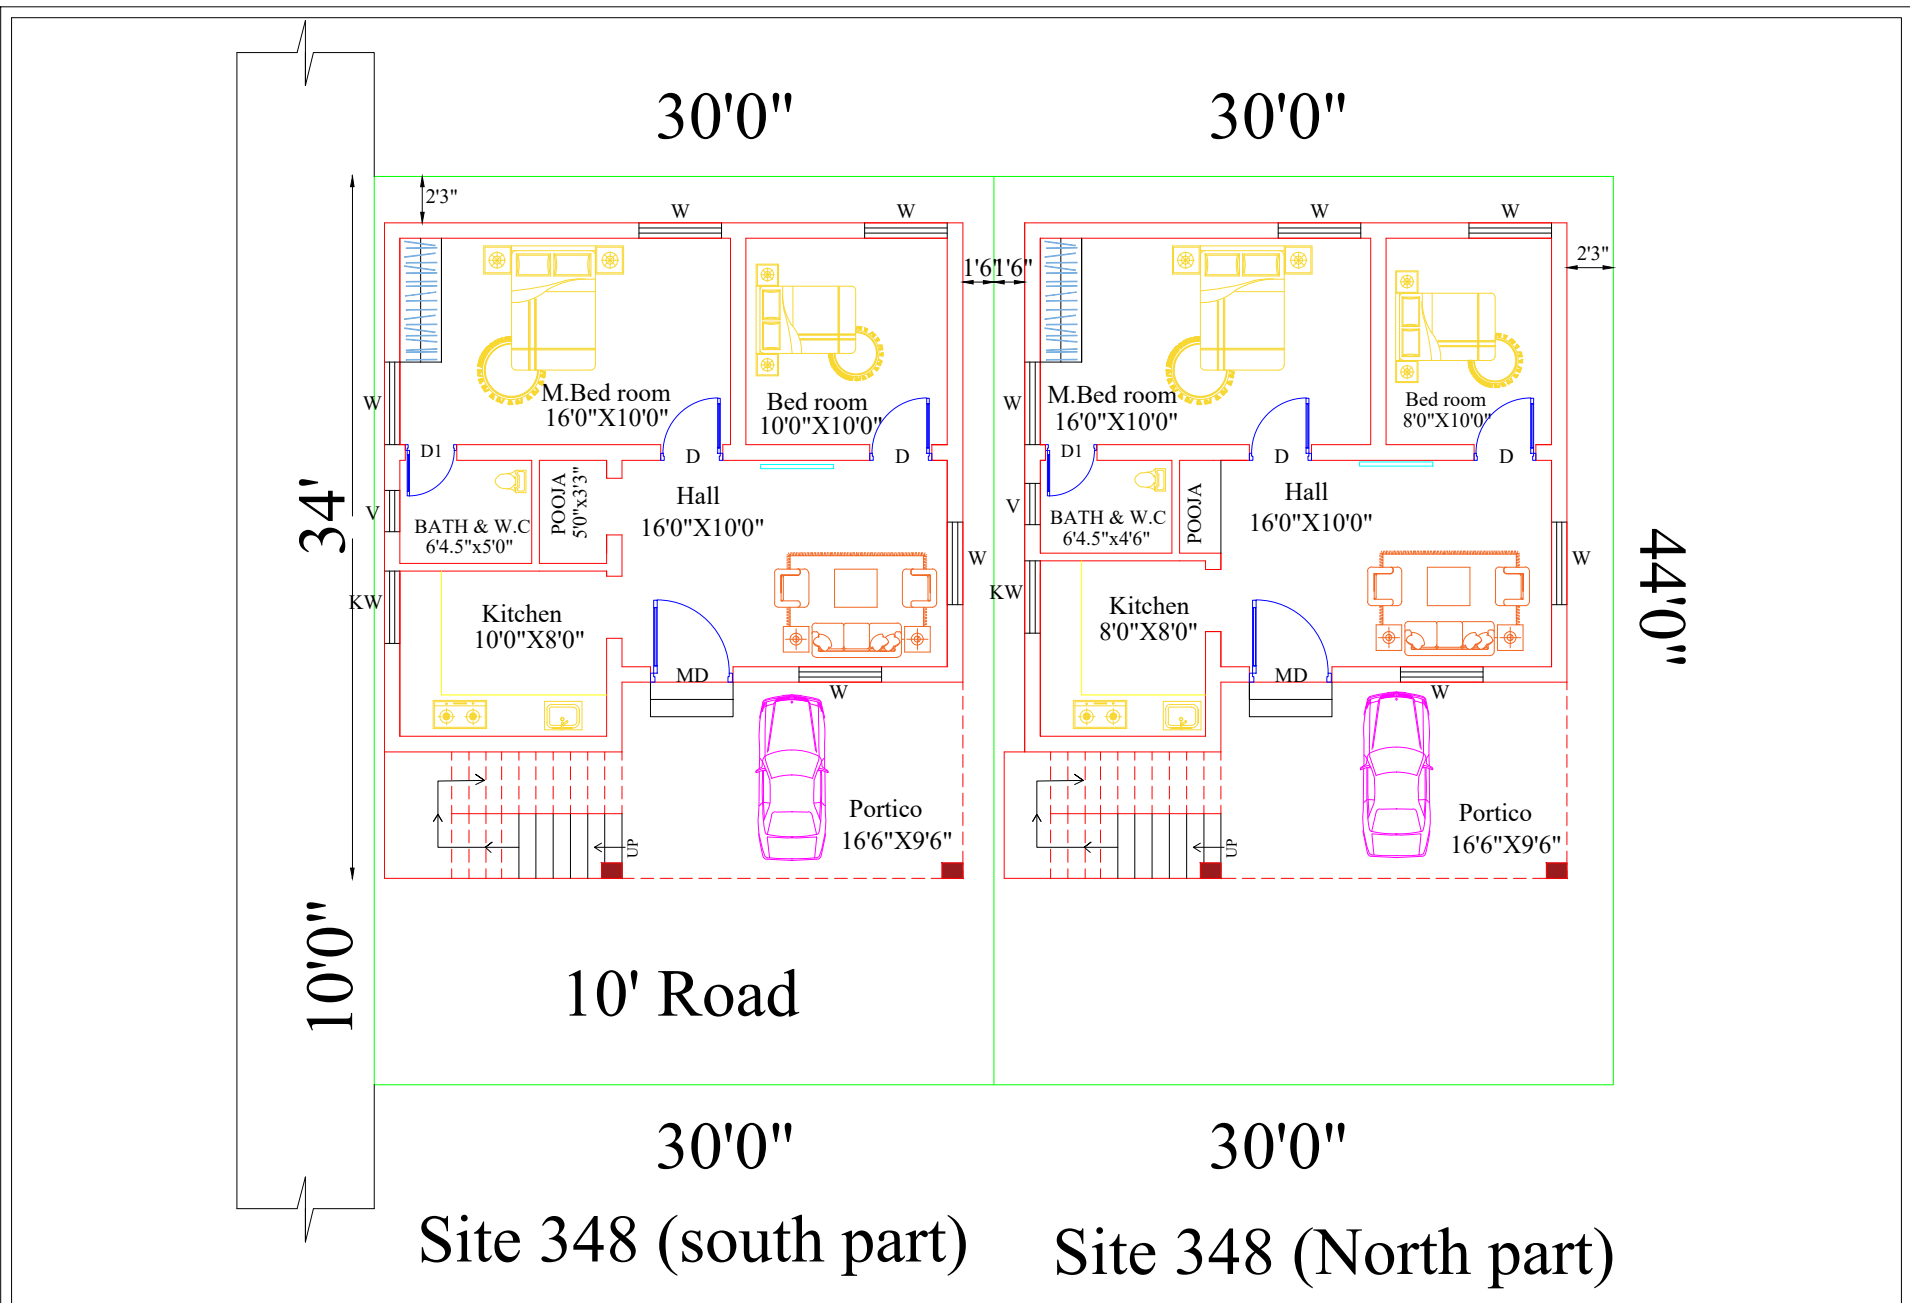 30'0"
30'0"
2'3"
W
W
W
W
1'6"
1'6"
2'3"
34'
M.Bed room
16'0"X10'0"
Bed room
10'0"X10'0"
M.Bed room
16'0"X10'0"
Bed room
8'0"X10'0"
W
W
D1
D
D
D1
D
D
V
BATH & W.C
6'4.5"x5'0"
POOJA
5'0"x3'3"
Hall
16'0"X10'0"
W
V
BATH & W.C
6'4.5"x4'6"
POOJA
Hall
16'0"X10'0"
W
44'0"
KW
Kitchen
10'0"X8'0"
MD
W
KW
Kitchen
8'0"X8'0"
MD
W
UP
Portico
16'6"X9'6"
UP
Portico
16'6"X9'6"
10'0"
10' Road
30'0"
30'0"
Site 348 (south part)
Site 348 (North part)